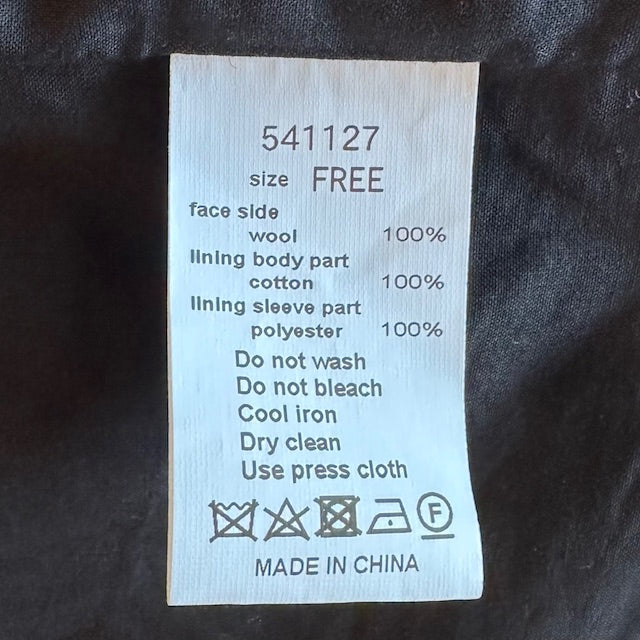 541127
size FREE
face side
wool 100%
lining body part
cotton 100%
lining sleeve part
polyester 100%
Do not wash
Do not bleach
Cool iron
Dry clean
Use press cloth
F
MADE IN CHINA